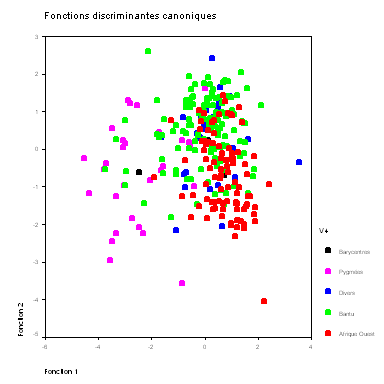 Fonctions discriminantes canoniques
3
2
1
0
-1
-2
-3
-4
-5
-6
-4
-2
0
2
4
Fonction 2
Fonction 1
V4
Barycentres
Pygmées
Divers
Bantu
Afrique Ouest